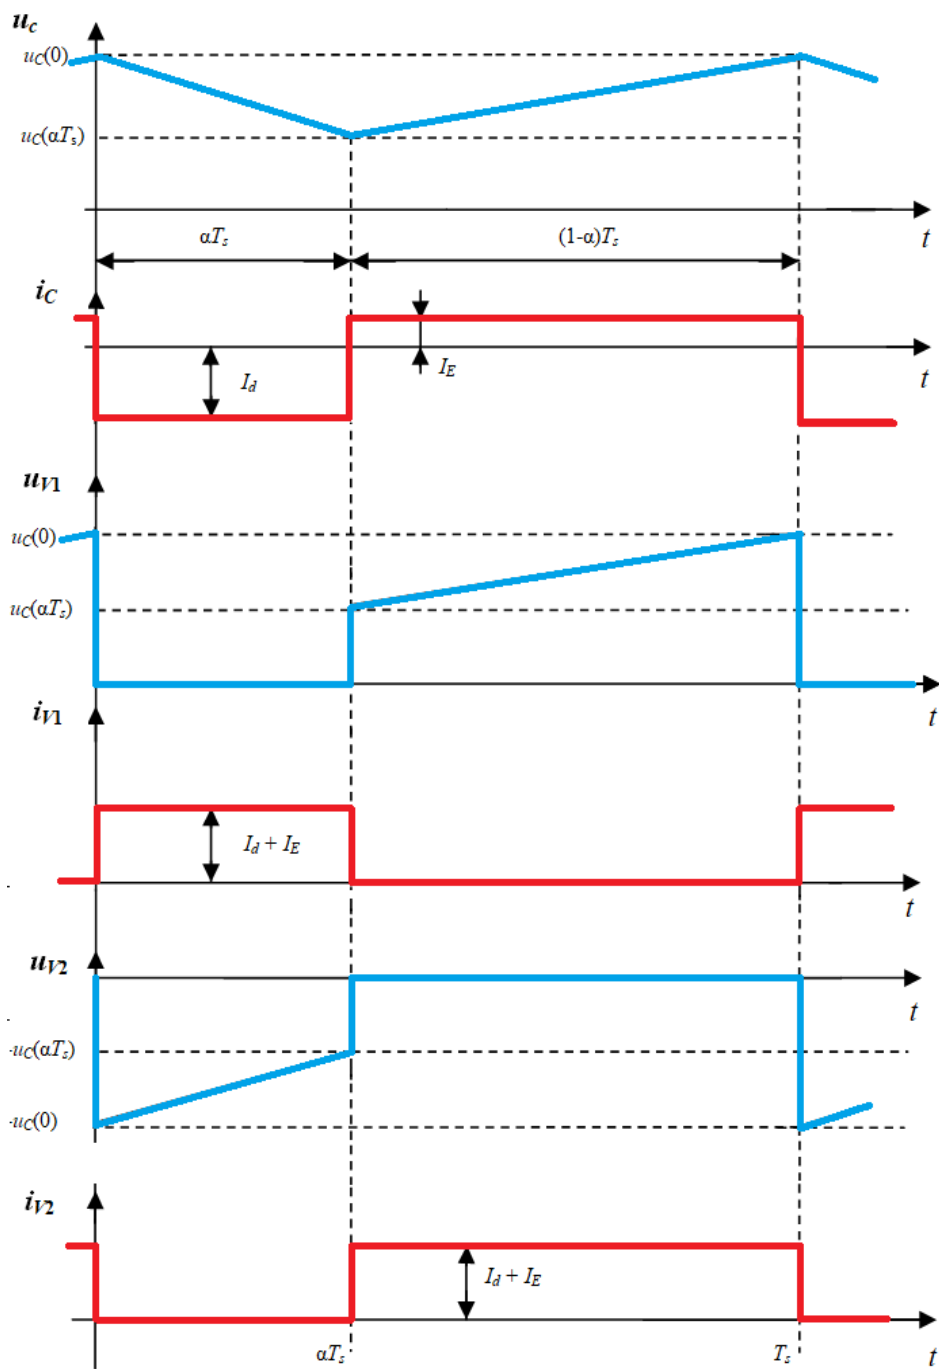 u_c
u_C(0)
u_C(αT_s)
t
αT_s
(1-α)T_s
i_C
I_d
I_E
t
u_V1
u_C(0)
u_C(αT_s)
t
i_V1
I_d + I_E
t
u_V2
t
-u_C(αT_s)
-u_C(0)
i_V2
I_d + I_E
αT_s
T_s
t